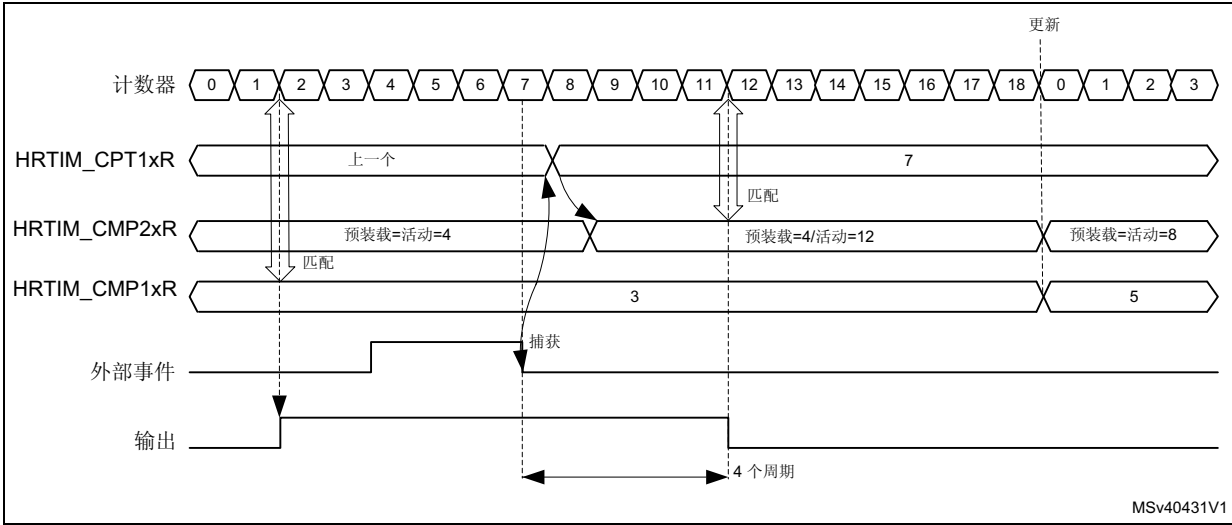 更新
计数器 0 1 2 3 4 5 6 7 8 9 10 11 12 13 14 15 16 17 18 0 1 2 3
HRTIM_CPT1xR 上一个 7
匹配
HRTIM_CMP2xR 预装载=活动=4 预装载=4/活动=12 预装载=活动=8
匹配
HRTIM_CMP1xR 3 5
捕获
外部事件
输出
4 个周期
MSv40431V1